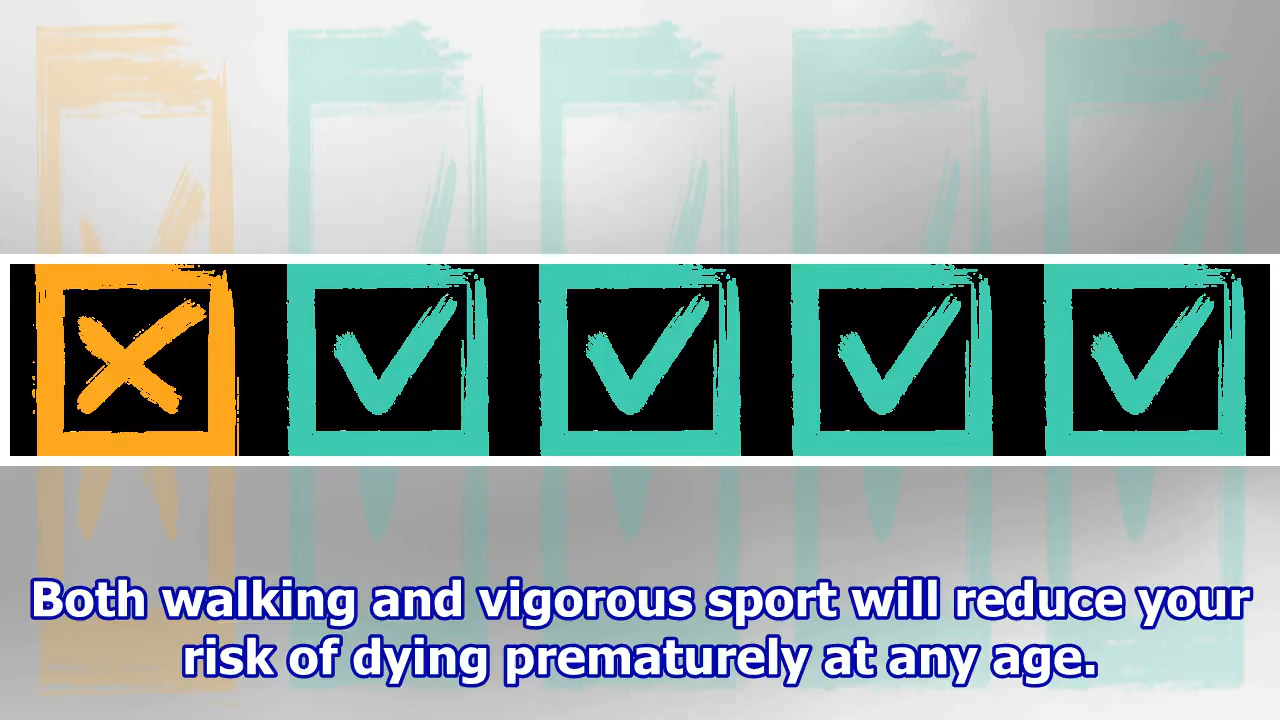 Both walking and vigorous sport will reduce your
risk of dying prematurely at any age.